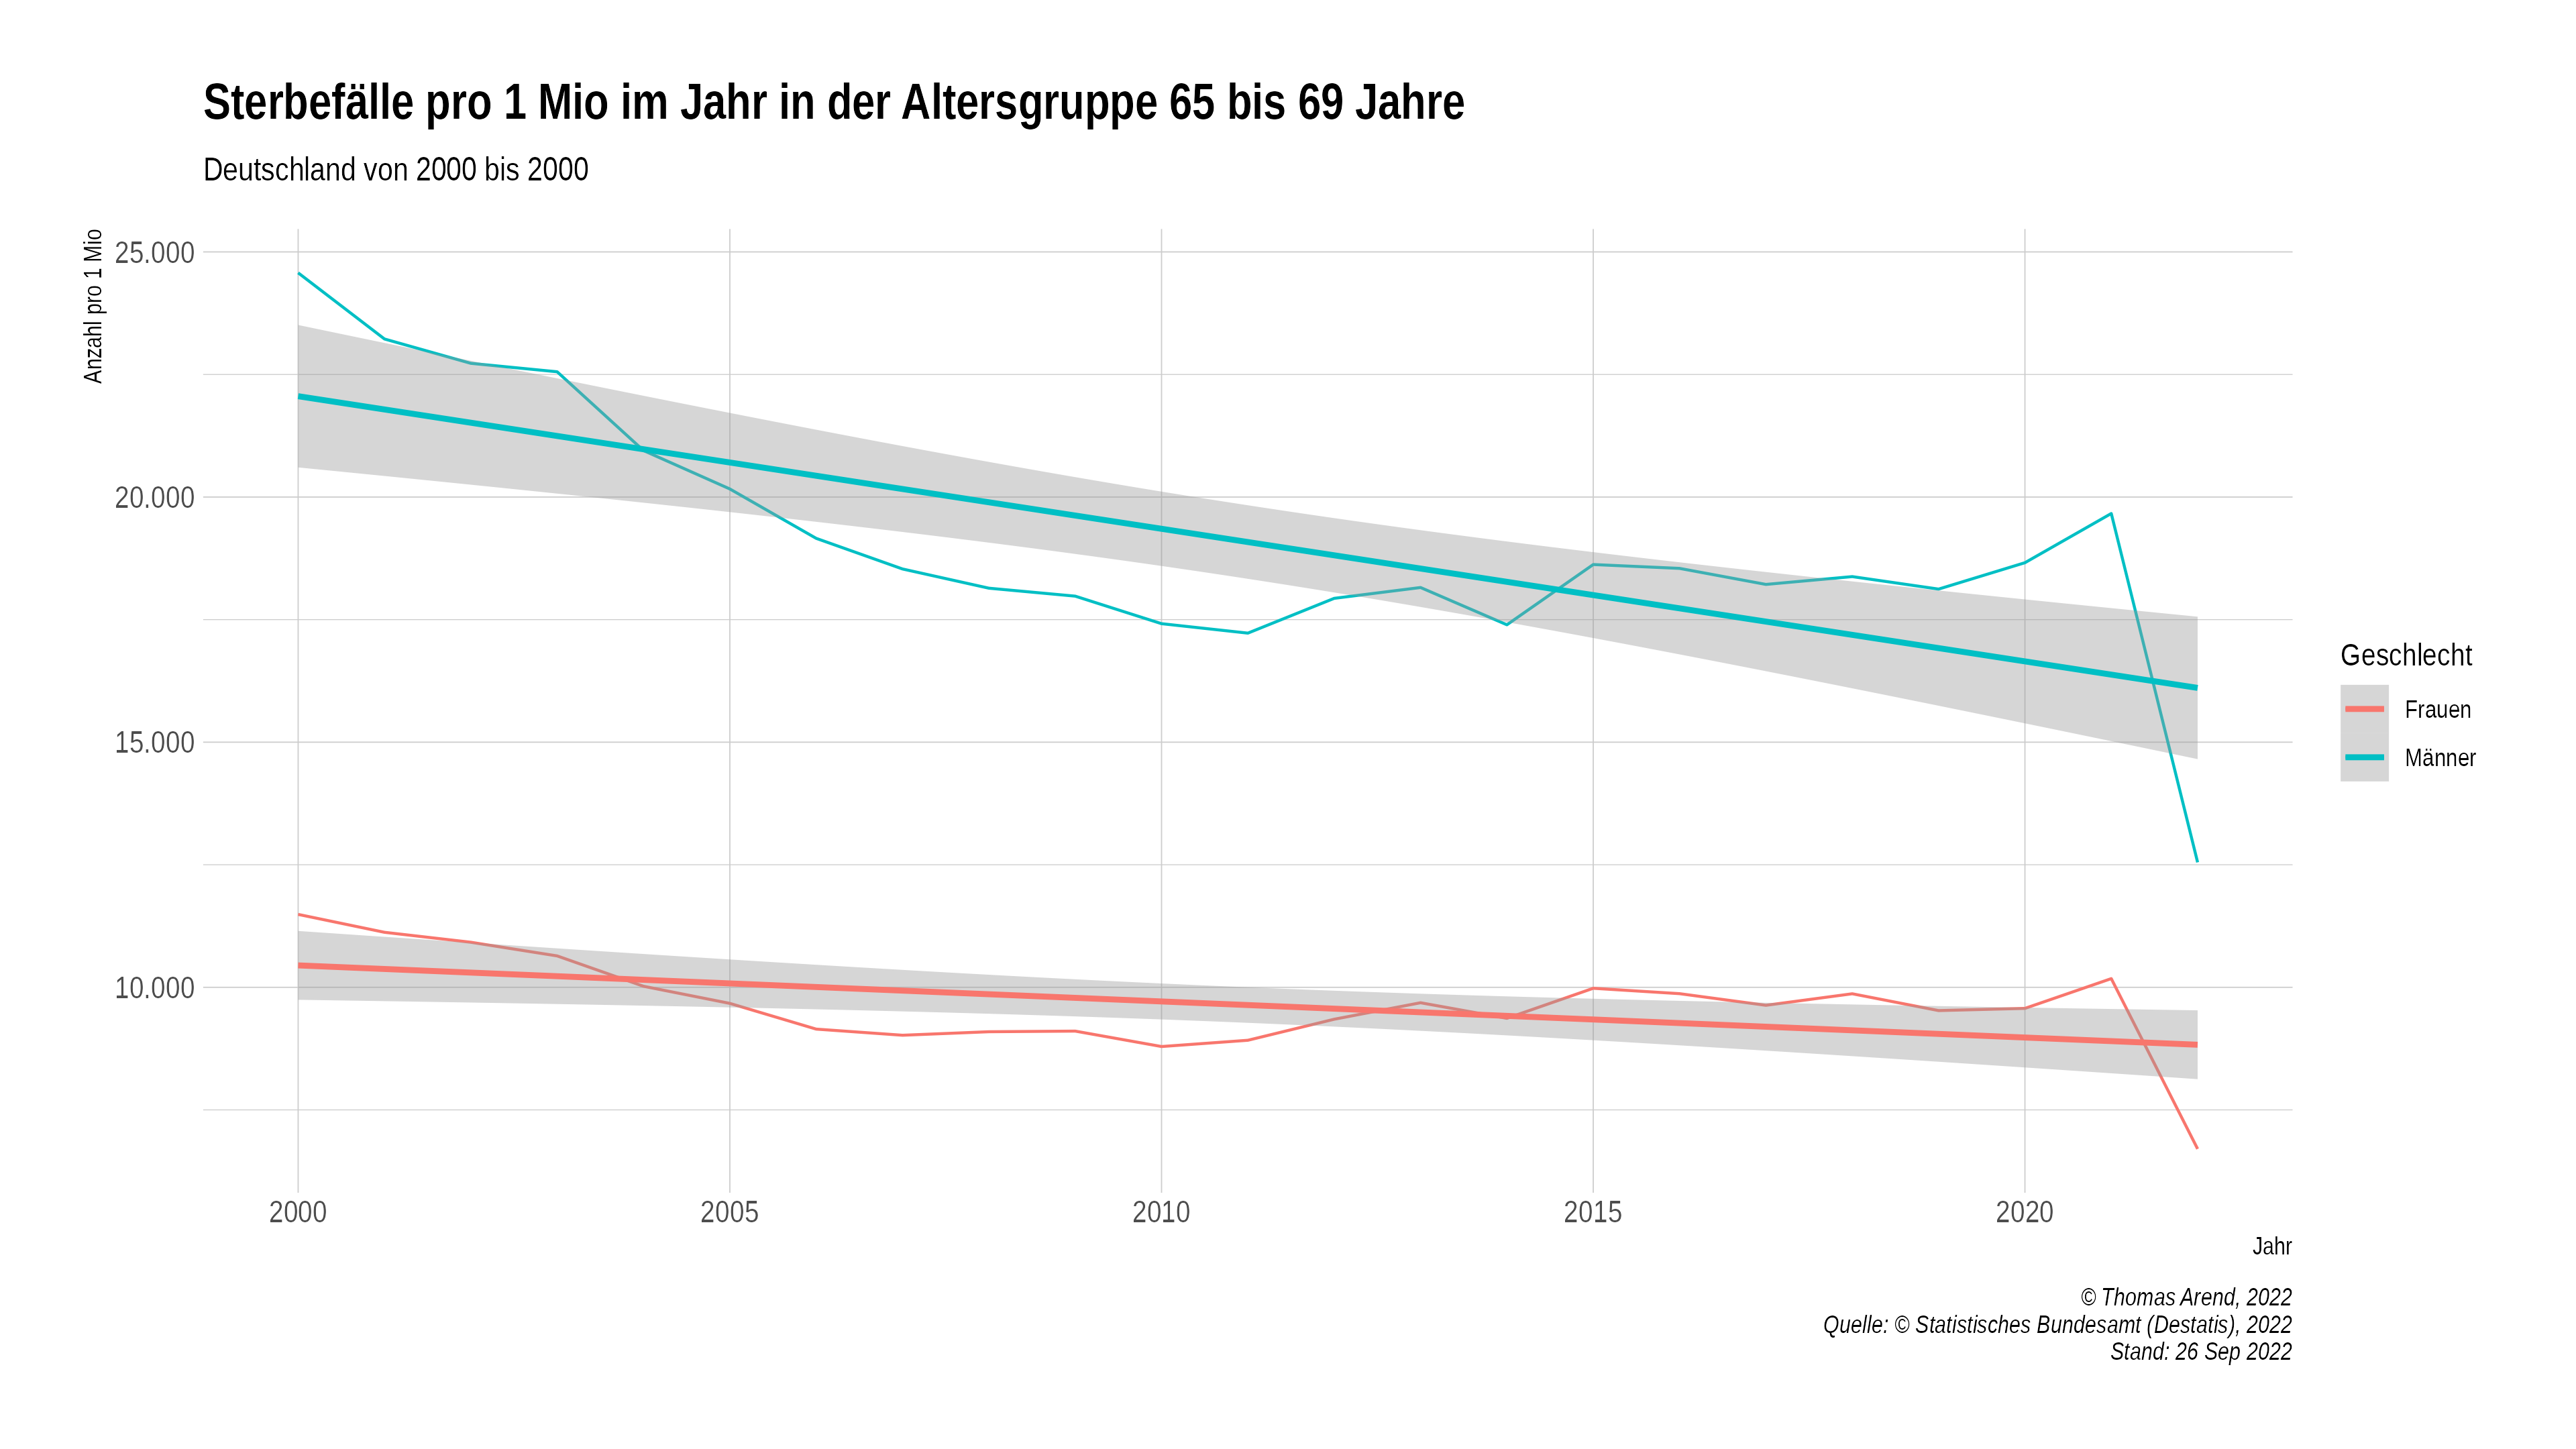 Sterbefälle pro 1 Mio im Jahr in der Altersgruppe 65 bis 69 Jahre
Deutschland von 2000 bis 2000
Anzahl pro 1 Mio
25.000
20.000
15.000
10.000
2000
2005
2010
2015
2020
Jahr
Geschlecht
Frauen
Männer
© Thomas Arend, 2022
Quelle: © Statistisches Bundesamt (Destatis), 2022
Stand: 26 Sep 2022